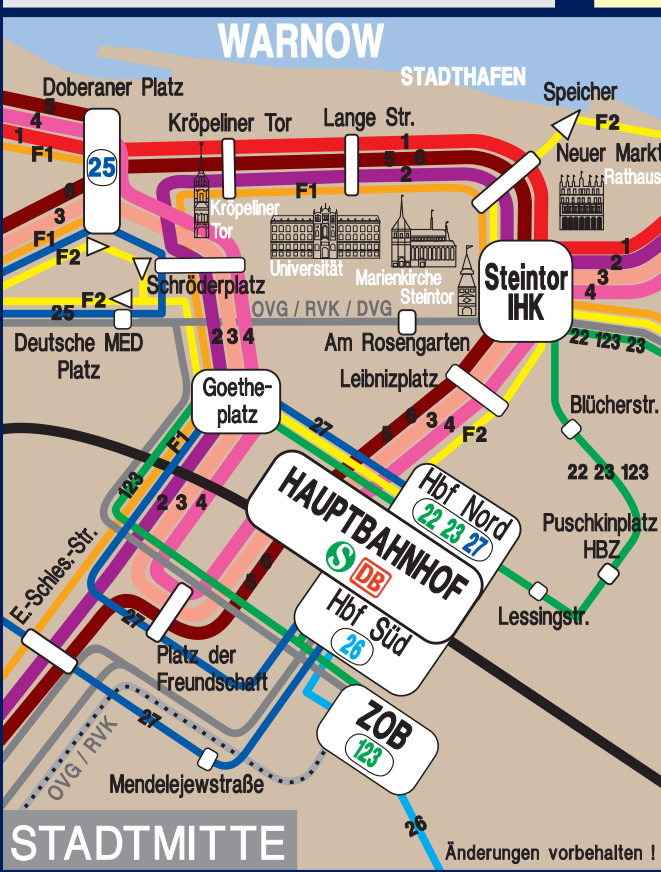 WARNOW
STADTHAFEN
Doberaner Platz
5
4
1
F1
25
6
3
F1
F2
Kröpeliner Tor
Lange Str.
1
5 6
2
F1
Speicher
F2
Neuer Markt
Rathaus
Kröpeliner
Tor
Universität
Marienkirche
Steintor
Steintor
IHK
1
2
3
4
22 123 23
Schröderplatz
F2
25
Deutsche MED
Platz
OVG / RVK / DVG
2 3 4
Am Rosengarten
Leibnizplatz
5 6 3 4 F2
Goethe-
platz
27
F1
123
2 3 4
Blücherstr.
22 23 123
Puschkinplatz
HBZ
Lessingstr.
HAUPTBAHNHOF
S DB
Hbf Nord
22 23 27
Hbf Süd
26
5 6
E-Schles.-Str.
27
Platz der
Freundschaft
ZOB
123
27
OVG / RVK
Mendelejewstraße
26
STADTMITTE
Änderungen vorbehalten !